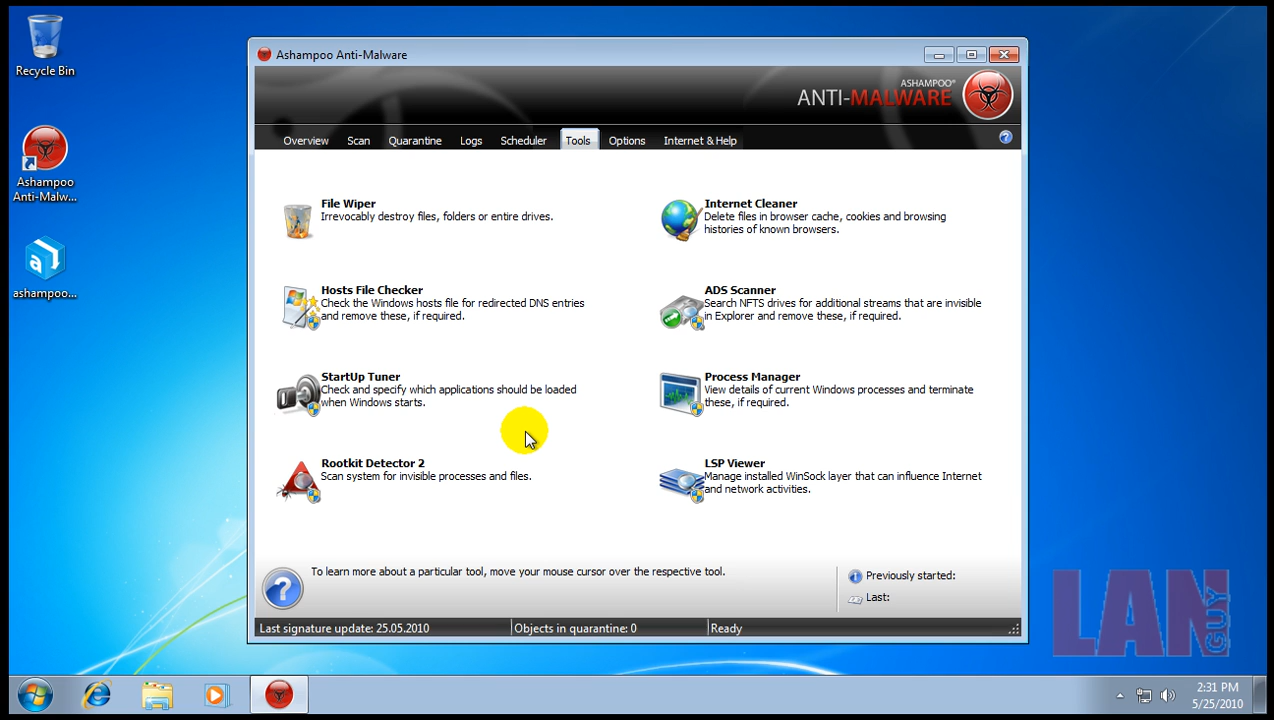 Recycle Bin
Ashampoo
Anti-Malw...
ashampoo...
Ashampoo Anti-Malware
ASHAMPOO®
ANTI-MALWARE
Overview Scan Quarantine Logs Scheduler Tools Options Internet & Help
File Wiper
Irrevocably destroy files, folders or entire drives.
Internet Cleaner
Delete files in browser cache, cookies and browsing
histories of known browsers.
Hosts File Checker
Check the Windows hosts file for redirected DNS entries
and remove these, if required.
ADS Scanner
Search NFTS drives for additional streams that are invisible
in Explorer and remove these, if required.
StartUp Tuner
Check and specify which applications should be loaded
when Windows starts.
Process Manager
View details of current Windows processes and terminate
these, if required.
Rootkit Detector 2
Scan system for invisible processes and files.
LSP Viewer
Manage installed WinSock layer that can influence Internet
and network activities.
To learn more about a particular tool, move your mouse cursor over the respective tool.
Previously started:
Last:
Last signature update: 25.05.2010
Objects in quarantine: 0
Ready
LAN GUY
2:31 PM
5/25/2010